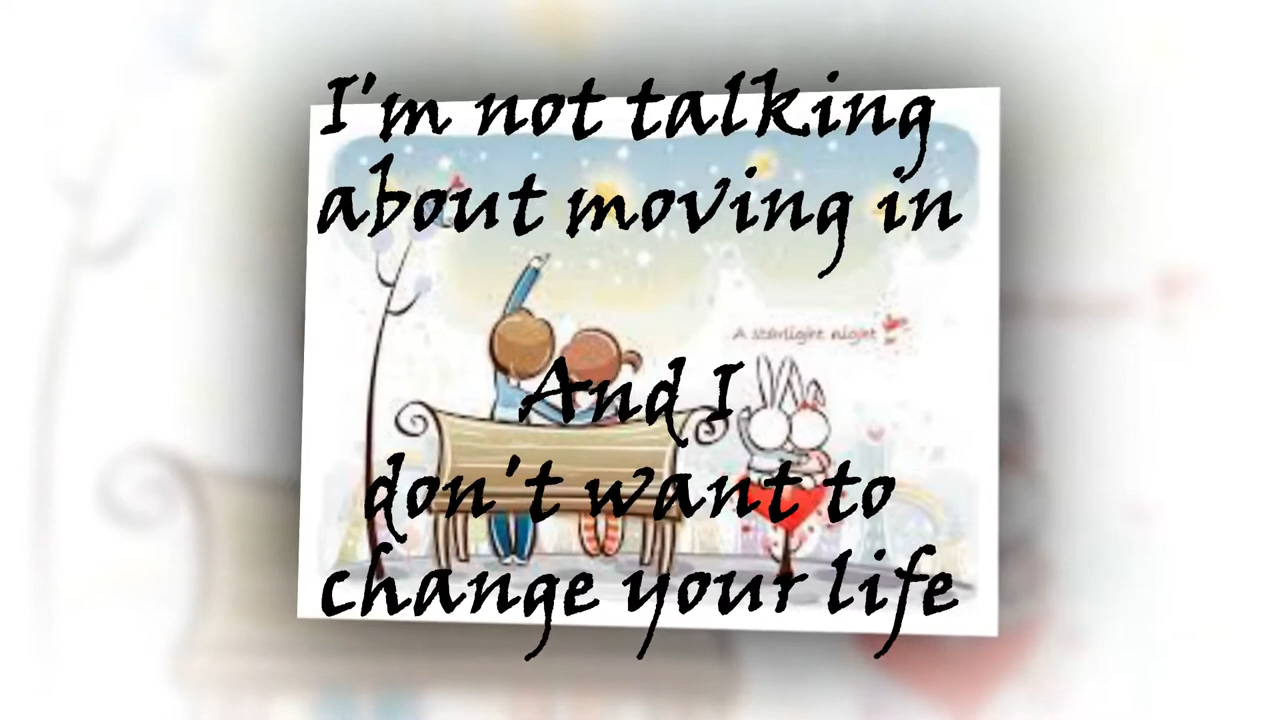 I'm not talking
about moving in
A starlight night
And I
don't want to
change your life